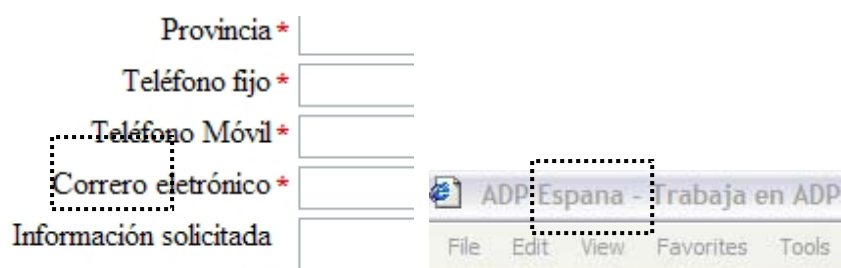 Provincia *
Teléfono fijo *
Teléfono Móvil *
Correro eletrónico *
Información solicitada
ADP Espana - Trabaja en ADP
File Edit View Favorites Tools